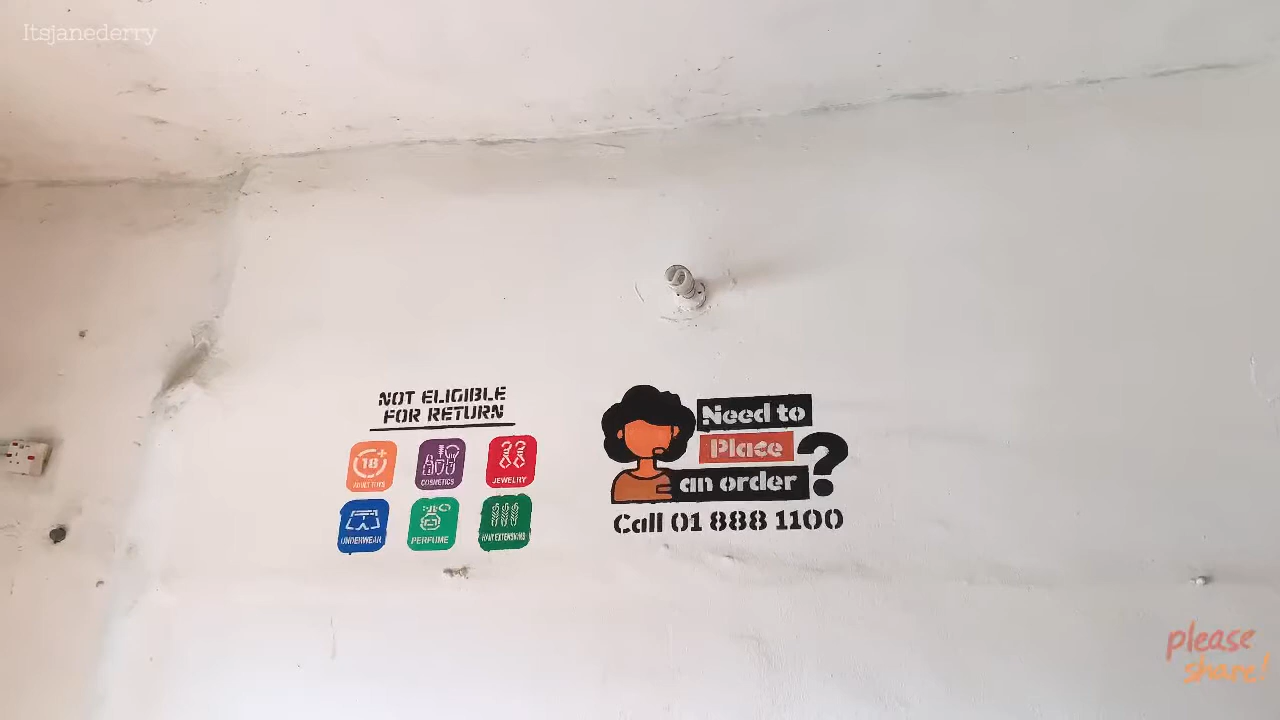 Itsjanederry
NOT ELIGIBLE
FOR RETURN
18+
ADULT TOYS
COSMETICS
JEWELRY
UNDERWEAR
PERFUME
HAIR EXTENSIONS
Need to
Place
an order ?
Call 01 888 1100
please
share!